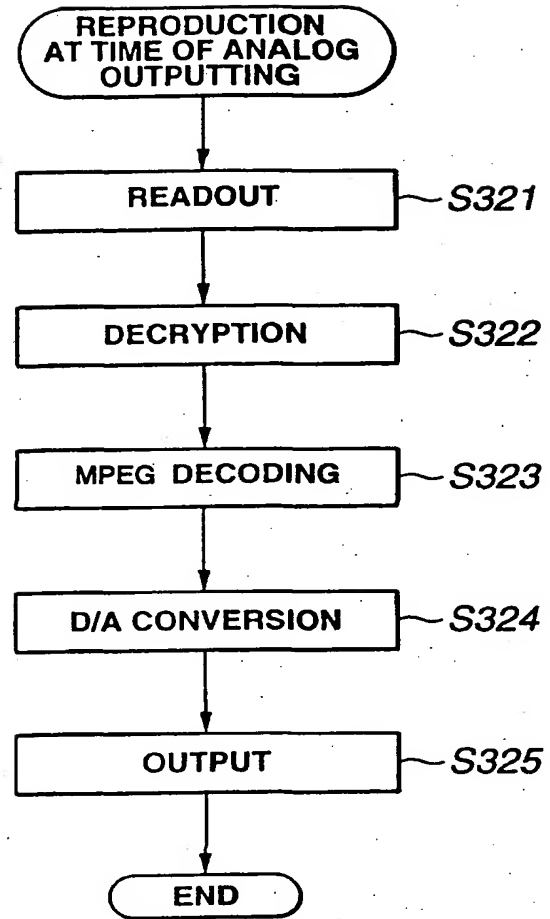 REPRODUCTION
AT TIME OF ANALOG
OUTPUTTING
READOUT
S321
DECRYPTION
S322
MPEG DECODING
S323
D/A CONVERSION
S324
OUTPUT
S325
END